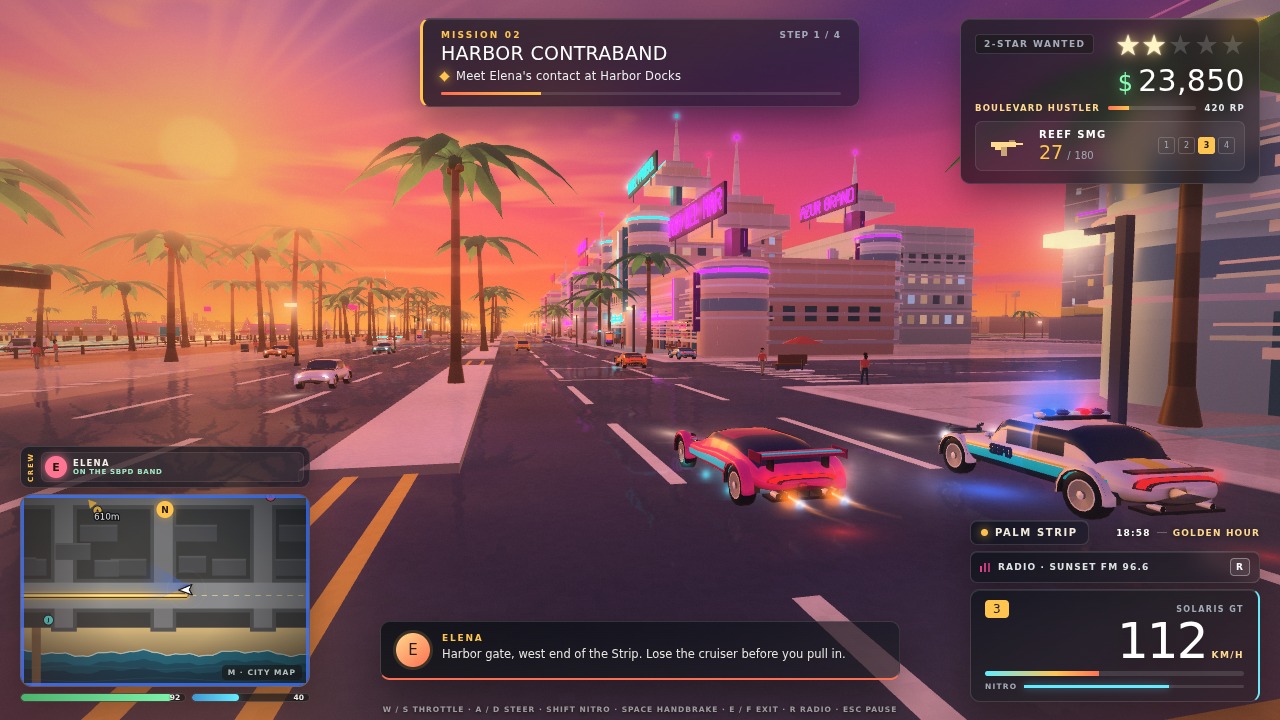 MISSION 02
STEP 1 / 4
HARBOR CONTRABAND
Meet Elena's contact at Harbor Docks
2-STAR WANTED
$ 23,850
BOULEVARD HUSTLER
420 RP
REEF SMG
27 / 180
1 2 3 4
CREW
E
ELENA
ON THE SBPD BAND
610m
N
M · CITY MAP
92
40
SBPD
PALM STRIP
18:58 — GOLDEN HOUR
RADIO · SUNSET FM 96.6
R
3
SOLARIS GT
112 KM/H
NITRO
E
ELENA
Harbor gate, west end of the Strip. Lose the cruiser before you pull in.
W / S THROTTLE · A / D STEER · SHIFT NITRO · SPACE HANDBRAKE · E / F EXIT · R RADIO · ESC PAUSE